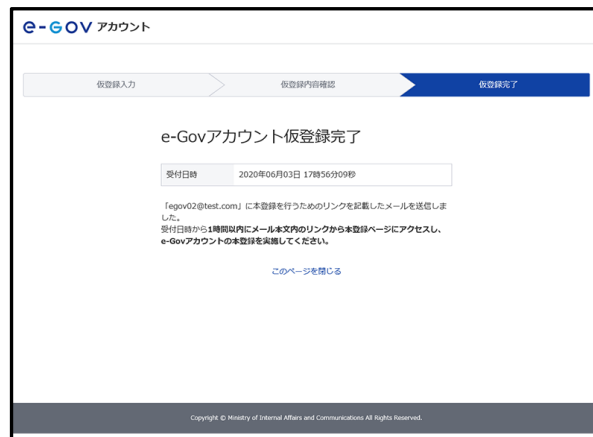 e-GOV アカウント
仮登録入力
仮登録内容確認
仮登録完了
e-Govアカウント仮登録完了
受付日時 2020年06月03日 17時56分09秒
「egov02@test.com」に本登録を行うためのリンクを記載したメールを送信しま
した。
受付日時から1時間以内にメール本文内のリンクから本登録ページにアクセスし、
e-Govアカウントの本登録を実施してください。
このページを閉じる
Copyright © Ministry of Internal Affairs and Communications All Rights Reserved.